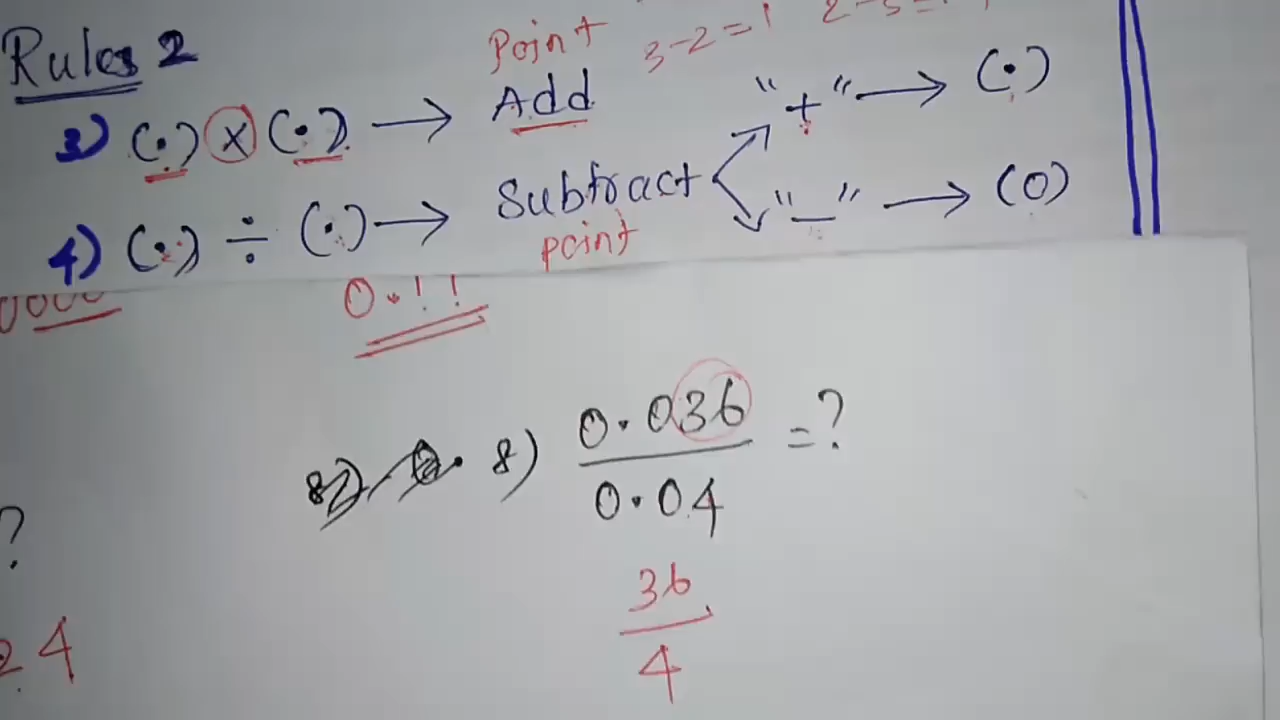 Rules 2
Point
3-2=1
3) (.) × (.) → Add
"+" → (.)
4) (.) ÷ (.) → Subtract
"–" → (0)
point
0.11
8) 0.036
= ?
0.04
?
36
4
4